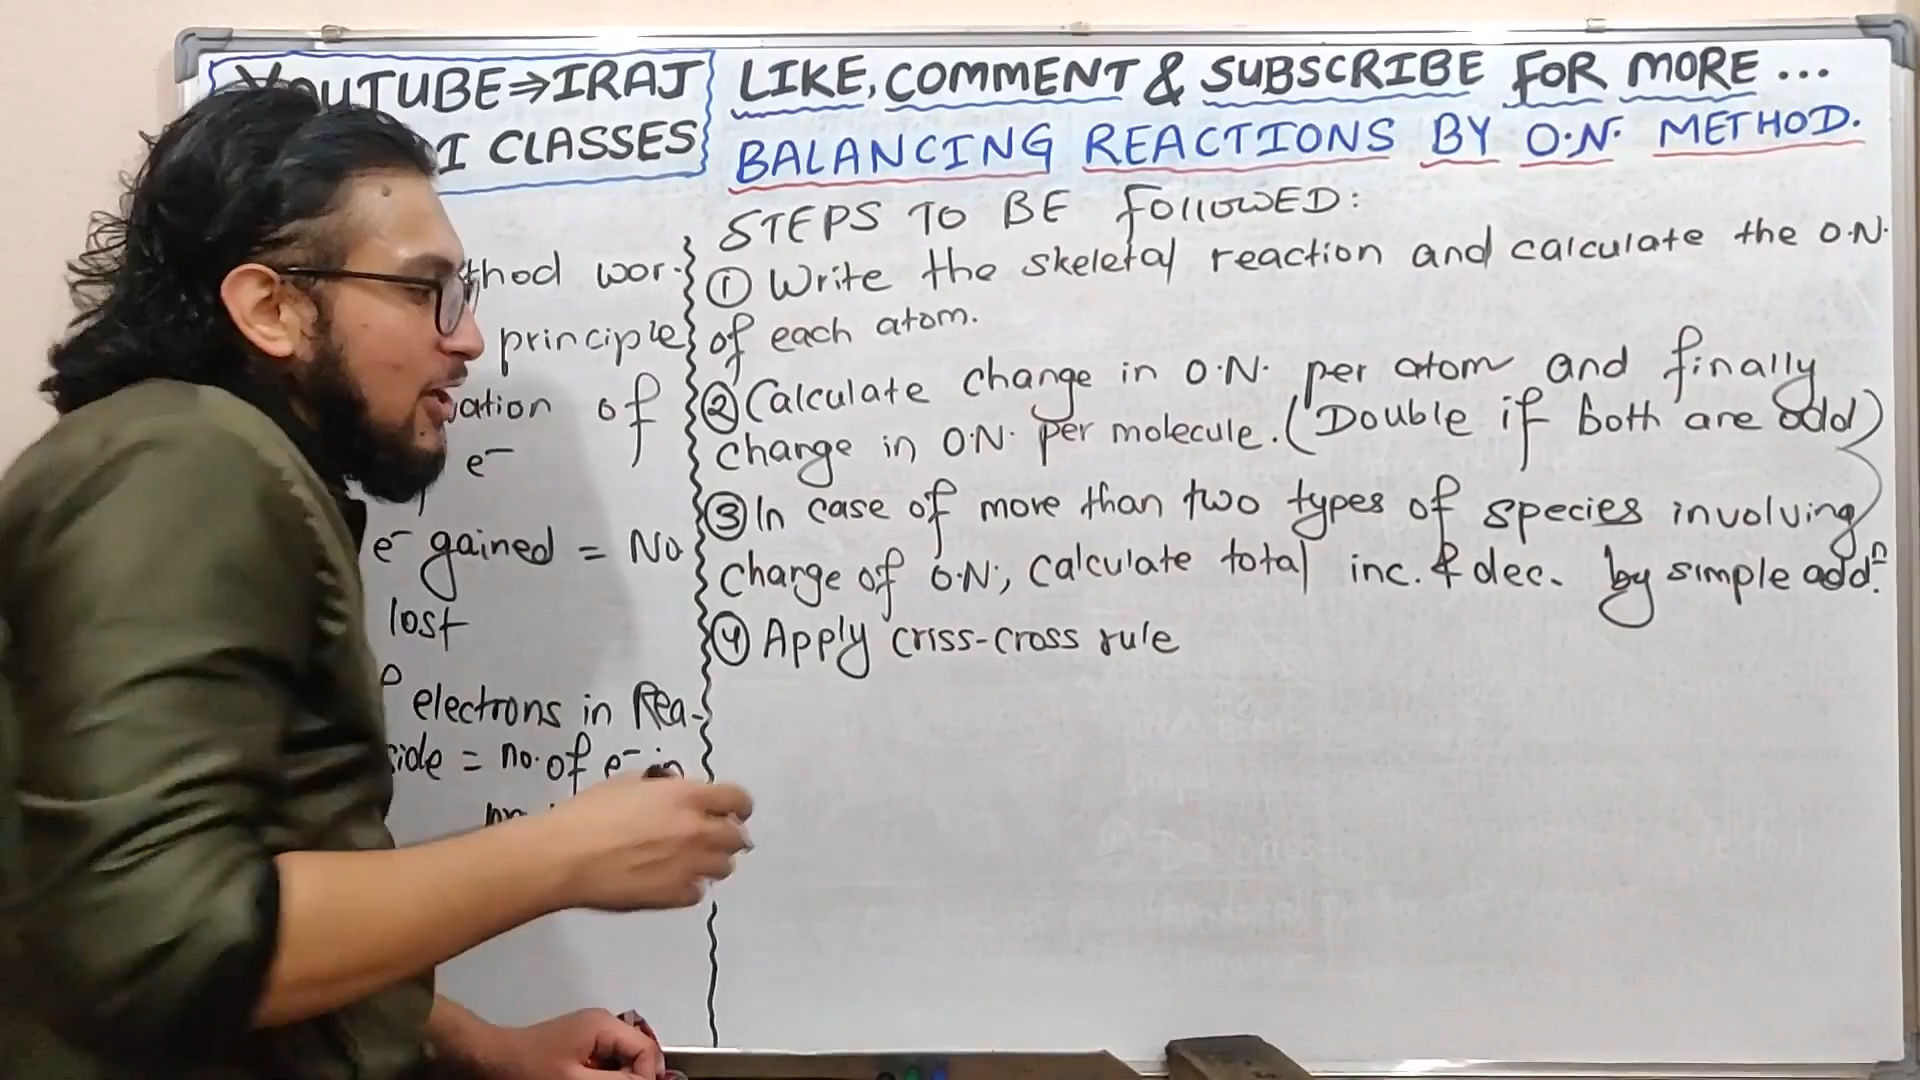 YOUTUBE⇒IRAJ
I CLASSES
LIKE, COMMENT & SUBSCRIBE FOR MORE...
BALANCING REACTIONS BY O.N. METHOD.
thod wor-
principle
ation of
e⁻
e⁻ gained = No
lost
electrons in Rea-
side = no. of e⁻ in
STEPS TO BE FOLLOWED:
① Write the skeletal reaction and calculate the O.N.
of each atom.
② Calculate change in O.N. per atom and finally
change in O.N. per molecule. (Double if both are odd)
③ In case of more than two types of species involving
change of O.N., calculate total inc. & dec. by simple addⁿ.
④ Apply criss-cross rule